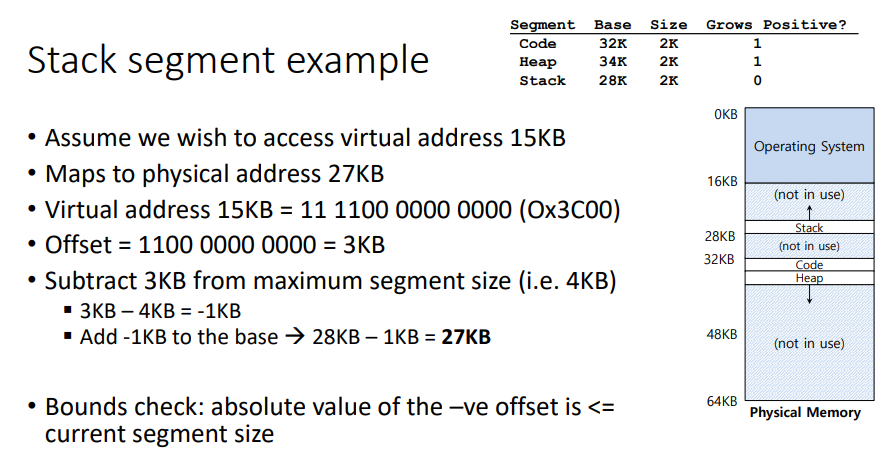 Segment Base Size Grows Positive?
Code 32K 2K 1
Heap 34K 2K 1
Stack 28K 2K 0
Stack segment example
• Assume we wish to access virtual address 15KB
• Maps to physical address 27KB
• Virtual address 15KB = 11 1100 0000 0000 (Ox3C00)
• Offset = 1100 0000 0000 = 3KB
• Subtract 3KB from maximum segment size (i.e. 4KB)
▪ 3KB – 4KB = -1KB
▪ Add -1KB to the base → 28KB – 1KB = 27KB
• Bounds check: absolute value of the –ve offset is <=
current segment size
0KB
Operating System
16KB
(not in use)
Stack
28KB
(not in use)
32KB
Code
Heap
48KB
(not in use)
64KB
Physical Memory